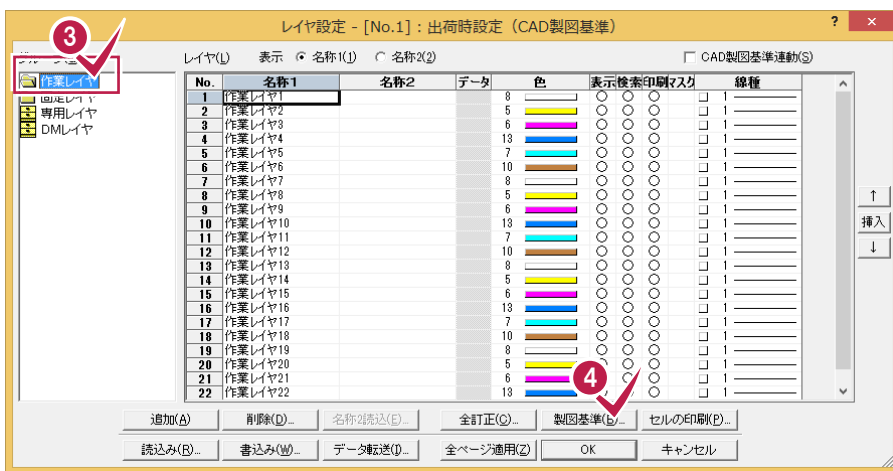 レイヤ設定 - [No.1] : 出荷時設定（CAD製図基準） ? ×
3
レイヤ(L) 表示 名称1(1) 名称2(2) CAD製図基準連動(S)
作業レイヤ
固定レイヤ
専用レイヤ
DMレイヤ
No. 名称1 名称2 データ 色 表示 検索 印刷 マスク 線種
1 作業レイヤ1 8 1
2 作業レイヤ2 5 1
3 作業レイヤ3 6 1
4 作業レイヤ4 13 1
5 作業レイヤ5 7 1
6 作業レイヤ6 10 1
7 作業レイヤ7 8 1
8 作業レイヤ8 5 1
9 作業レイヤ9 6 1
10 作業レイヤ10 13 1
11 作業レイヤ11 7 1
12 作業レイヤ12 10 1
13 作業レイヤ13 8 1
14 作業レイヤ14 5 1
15 作業レイヤ15 6 1
16 作業レイヤ16 13 1
17 作業レイヤ17 7 1
18 作業レイヤ18 10 1
19 作業レイヤ19 8 1
20 作業レイヤ20 5 1
21 作業レイヤ21 6 1
22 作業レイヤ22 13 1
↑
挿入
↓
4
追加(A) 削除(D)... 名称2読込(E)... 全訂正(C)... 製図基準(B)... セルの印刷(P)...
読込み(R)... 書込み(W)... データ転送(I)... 全ページ適用(Z) OK キャンセル